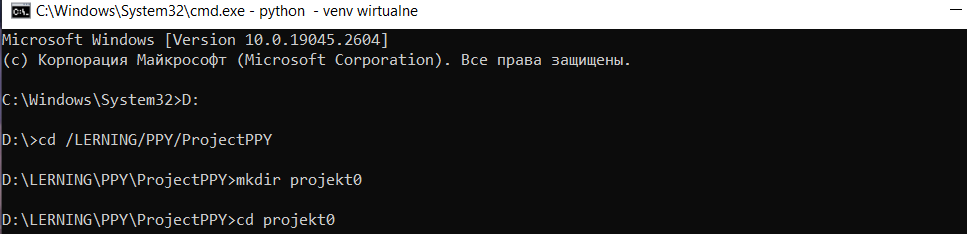 C:\Windows\System32\cmd.exe - python  - venv wirtualne
Microsoft Windows [Version 10.0.19045.2604]
(c) Корпорация Майкрософт (Microsoft Corporation). Все права защищены.
C:\Windows\System32>D:
D:\>cd /LERNING/PPY/ProjectPPY
D:\LERNING\PPY\ProjectPPY>mkdir projekt0
D:\LERNING\PPY\ProjectPPY>cd projekt0